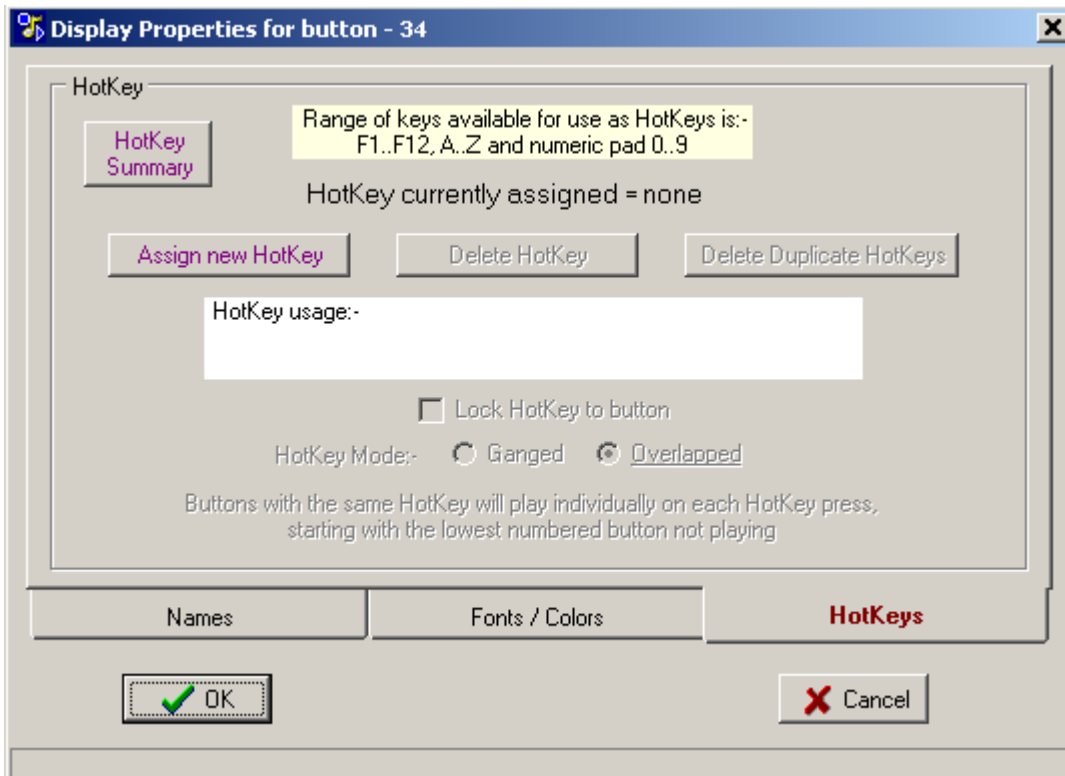 Display Properties for button - 34
HotKey
HotKey
Summary
Range of keys available for use as HotKeys is:-
F1..F12, A..Z and numeric pad 0..9
HotKey currently assigned = none
Assign new HotKey
Delete HotKey
Delete Duplicate HotKeys
HotKey usage:-
Lock HotKey to button
HotKey Mode:- Ganged Overlapped
Buttons with the same HotKey will play individually on each HotKey press,
starting with the lowest numbered button not playing
Names
Fonts / Colors
HotKeys
OK
Cancel